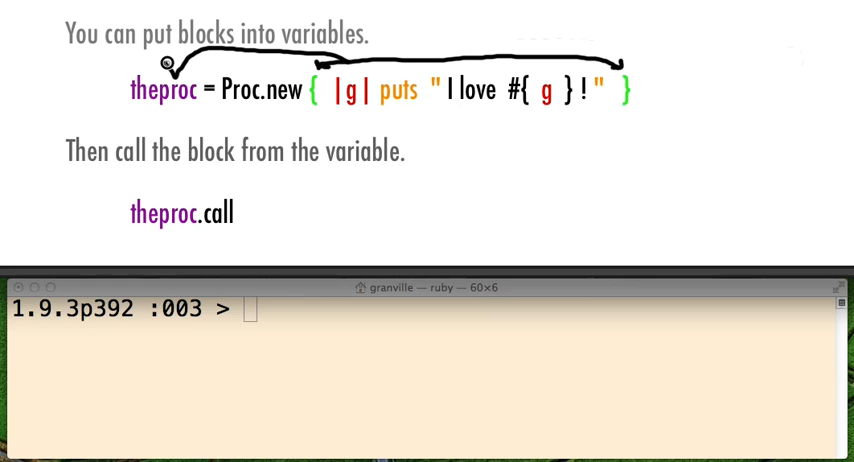 You can put blocks into variables.
theproc = Proc.new { |g| puts " I love #{ g } ! " }
Then call the block from the variable.
theproc.call
granville — ruby — 60×6
1.9.3p392 :003 >